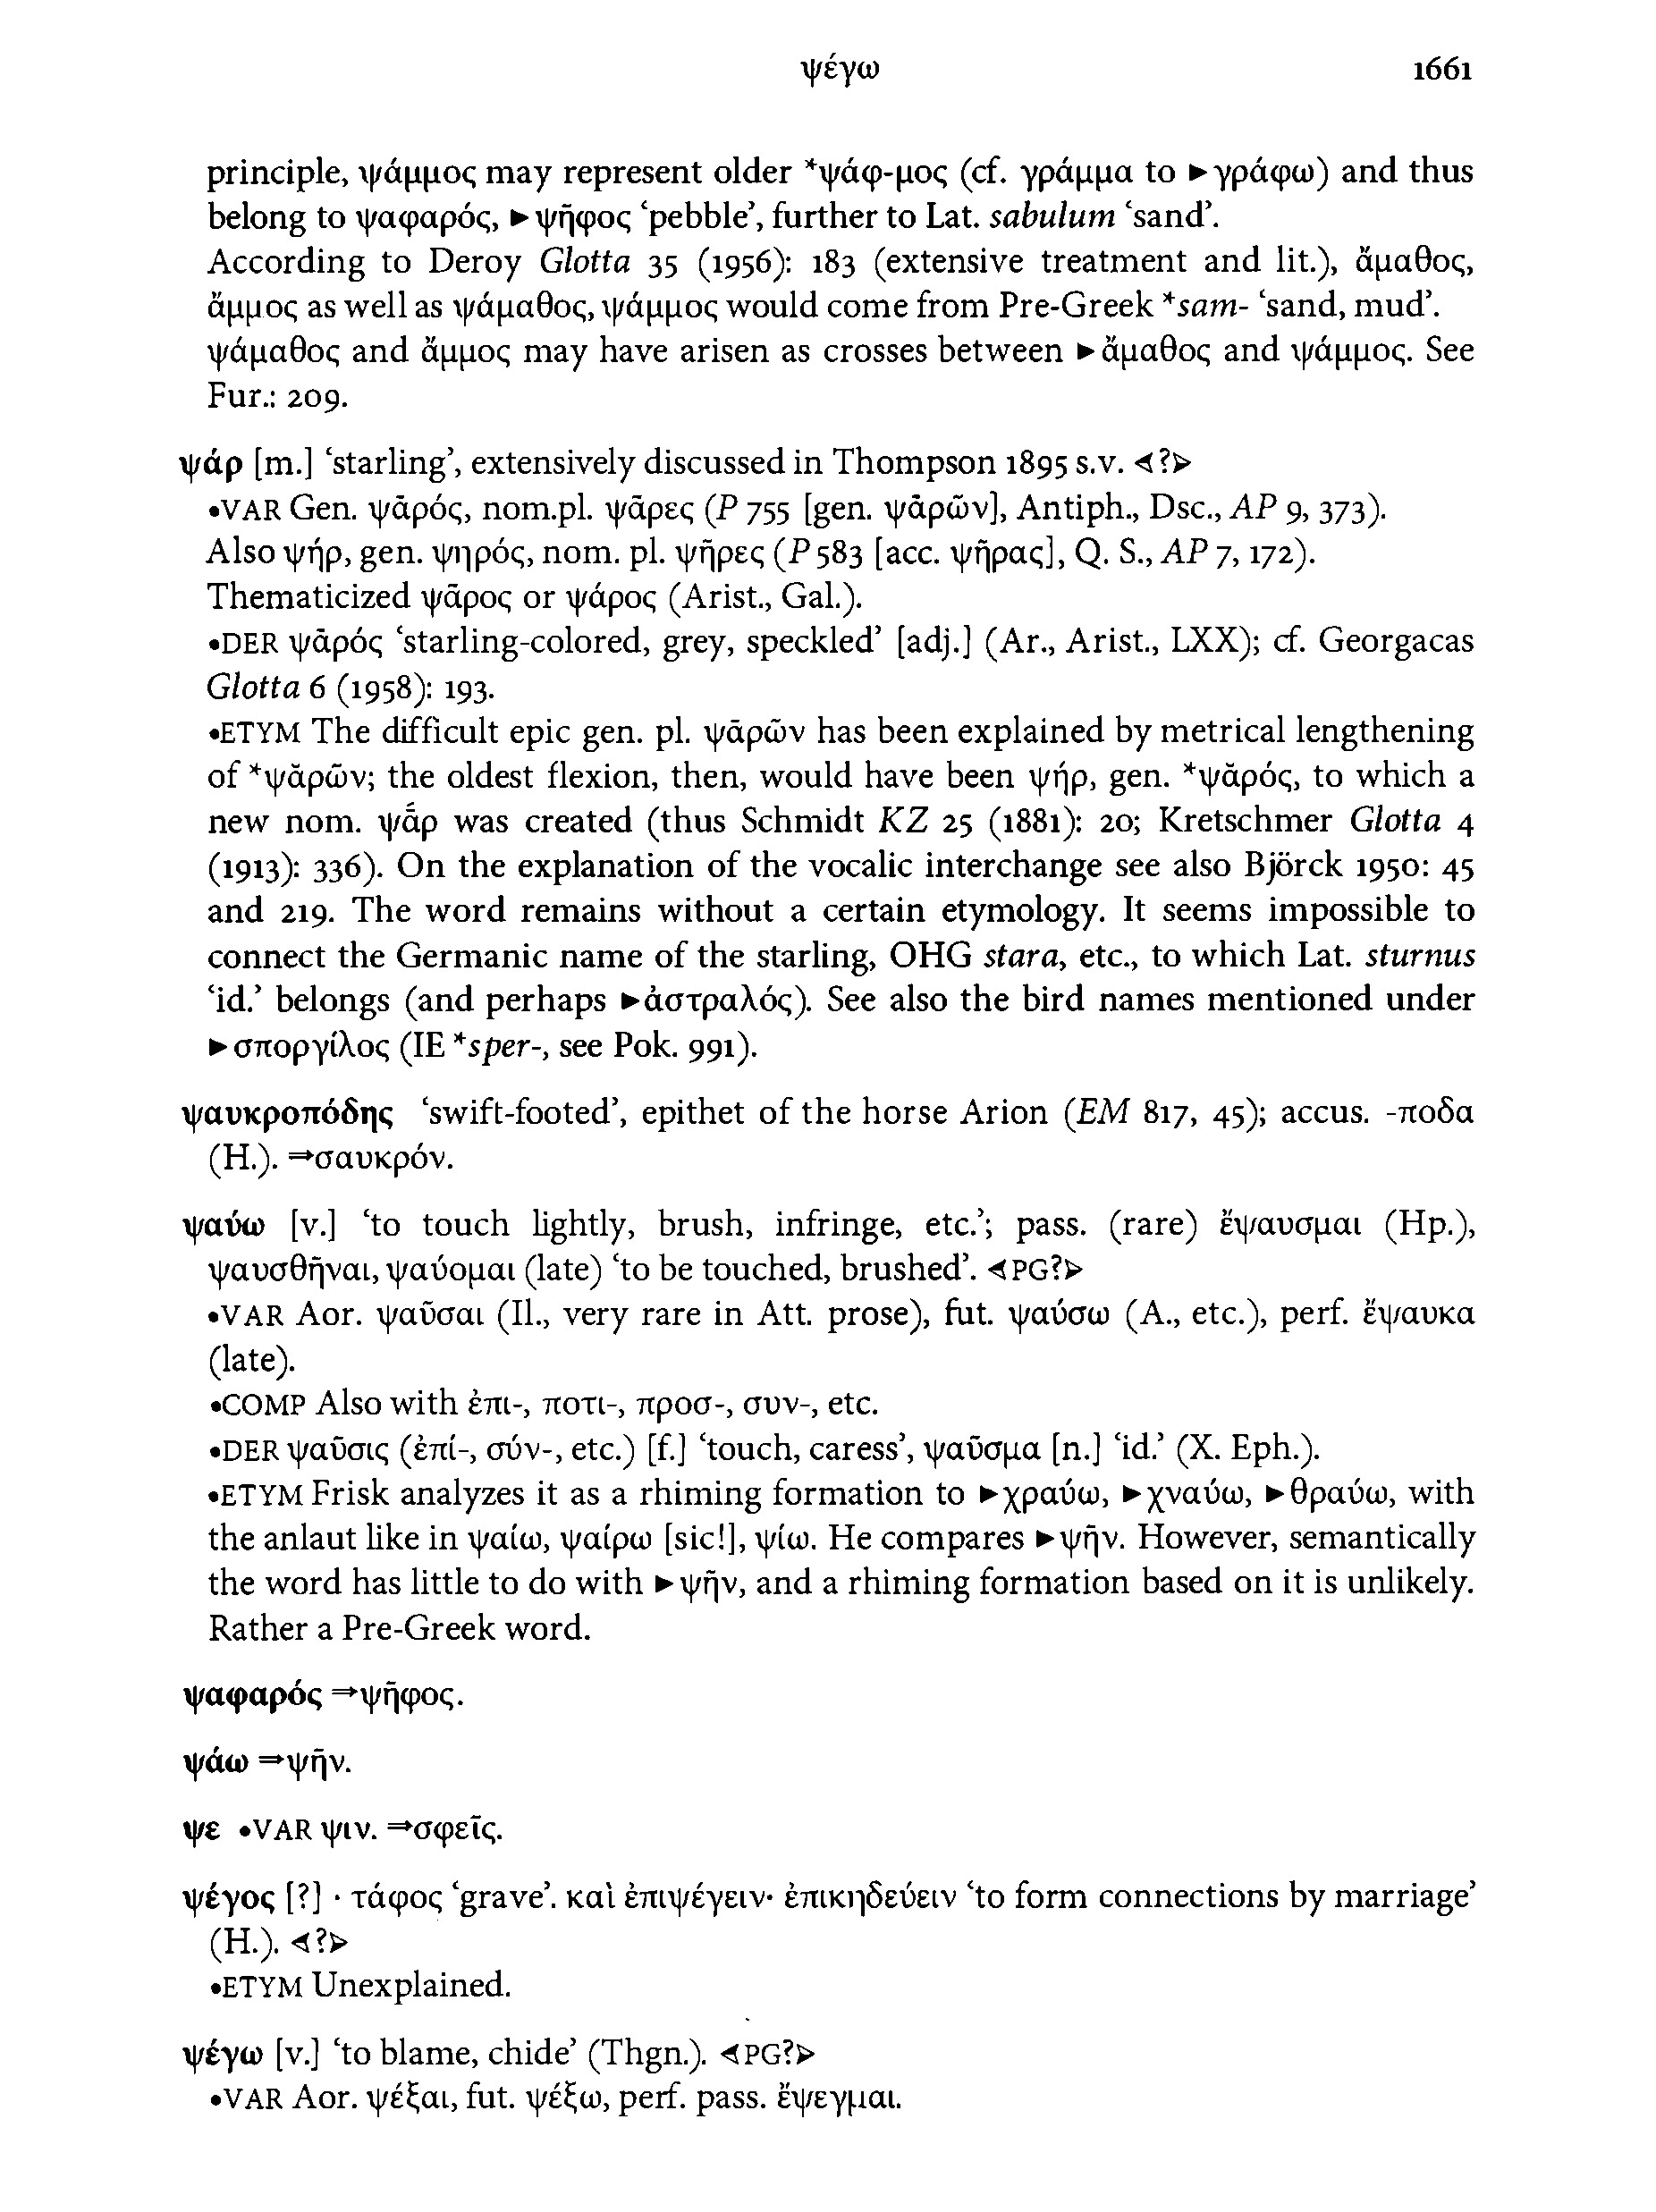 ψέγω 1661
principle, ψάμμος may represent older *ψάφ-μος (cf. γράμμα to ►γράφω) and thus
belong to ψαφαρός, ►ψῆφος ‘pebble’, further to Lat. sabulum ‘sand’.
According to Deroy Glotta 35 (1956): 183 (extensive treatment and lit.), ἄμαθος,
ἄμμος as well as ψάμαθος, ψάμμος would come from Pre-Greek *sam- ‘sand, mud’.
ψάμαθος and ἄμμος may have arisen as crosses between ►ἄμαθος and ψάμμος. See
Fur.: 209.
ψάρ [m.] ‘starling’, extensively discussed in Thompson 1895 s.v. ◄?►
•VAR Gen. ψᾱρός, nom.pl. ψᾶρες (P 755 [gen. ψᾱρῶν], Antiph., Dsc., AP 9, 373).
Also ψήρ, gen. ψηρός, nom. pl. ψῆρες (P 583 [acc. ψῆρας], Q. S., AP 7, 172).
Thematicized ψᾶρος or ψάρος (Arist., Gal.).
•DER ψᾱρός ‘starling-colored, grey, speckled’ [adj.] (Ar., Arist., LXX); cf. Georgacas
Glotta 6 (1958): 193.
•ETYM The difficult epic gen. pl. ψᾱρῶν has been explained by metrical lengthening
of *ψᾰρῶν; the oldest flexion, then, would have been ψήρ, gen. *ψᾰρός, to which a
new nom. ψᾱ́ρ was created (thus Schmidt KZ 25 (1881): 20; Kretschmer Glotta 4
(1913): 336). On the explanation of the vocalic interchange see also Björck 1950: 45
and 219. The word remains without a certain etymology. It seems impossible to
connect the Germanic name of the starling, OHG stara, etc., to which Lat. sturnus
‘id.’ belongs (and perhaps ►ἀστραλός). See also the bird names mentioned under
►σποργίλος (IE *sper-, see Pok. 991).
ψαυκροπόδης ‘swift-footed’, epithet of the horse Arion (EM 817, 45); accus. -ποδα
(H.). ⇒σαυκρόν.
ψαύω [v.] ‘to touch lightly, brush, infringe, etc.’; pass. (rare) ἔψαυσμαι (Hp.),
ψαυσθῆναι, ψαύομαι (late) ‘to be touched, brushed’. ◄PG?►
•VAR Aor. ψαῦσαι (Il., very rare in Att. prose), fut. ψαύσω (A., etc.), perf. ἔψαυκα
(late).
•COMP Also with ἐπι-, ποτι-, προσ-, συν-, etc.
•DER ψαῦσις (ἐπί-, σύν-, etc.) [f.] ‘touch, caress’, ψαῦσμα [n.] ‘id.’ (X. Eph.).
•ETYM Frisk analyzes it as a rhiming formation to ►χραύω, ►χναύω, ►θραύω, with
the anlaut like in ψαίω, ψαίρω [sic!], ψίω. He compares ►ψῆν. However, semantically
the word has little to do with ►ψῆν, and a rhiming formation based on it is unlikely.
Rather a Pre-Greek word.
ψαφαρός ⇒ψῆφος.
ψάω ⇒ψῆν.
ψε •VAR ψιν. ⇒σφεῖς.
ψέγος [?] · τάφος ‘grave’. καὶ ἐπιψέγειν· ἐπικηδεύειν ‘to form connections by marriage’
(H.). ◄?►
•ETYM Unexplained.
ψέγω [v.] ‘to blame, chide’ (Thgn.). ◄PG?►
•VAR Aor. ψέξαι, fut. ψέξω, perf. pass. ἔψεγμαι.